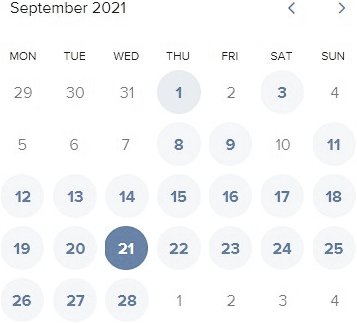 September 2021
MON TUE WED THU FRI SAT SUN
29 30 31 1 2 3 4
5 6 7 8 9 10 11
12 13 14 15 16 17 18
19 20 21 22 23 24 25
26 27 28 1 2 3 4